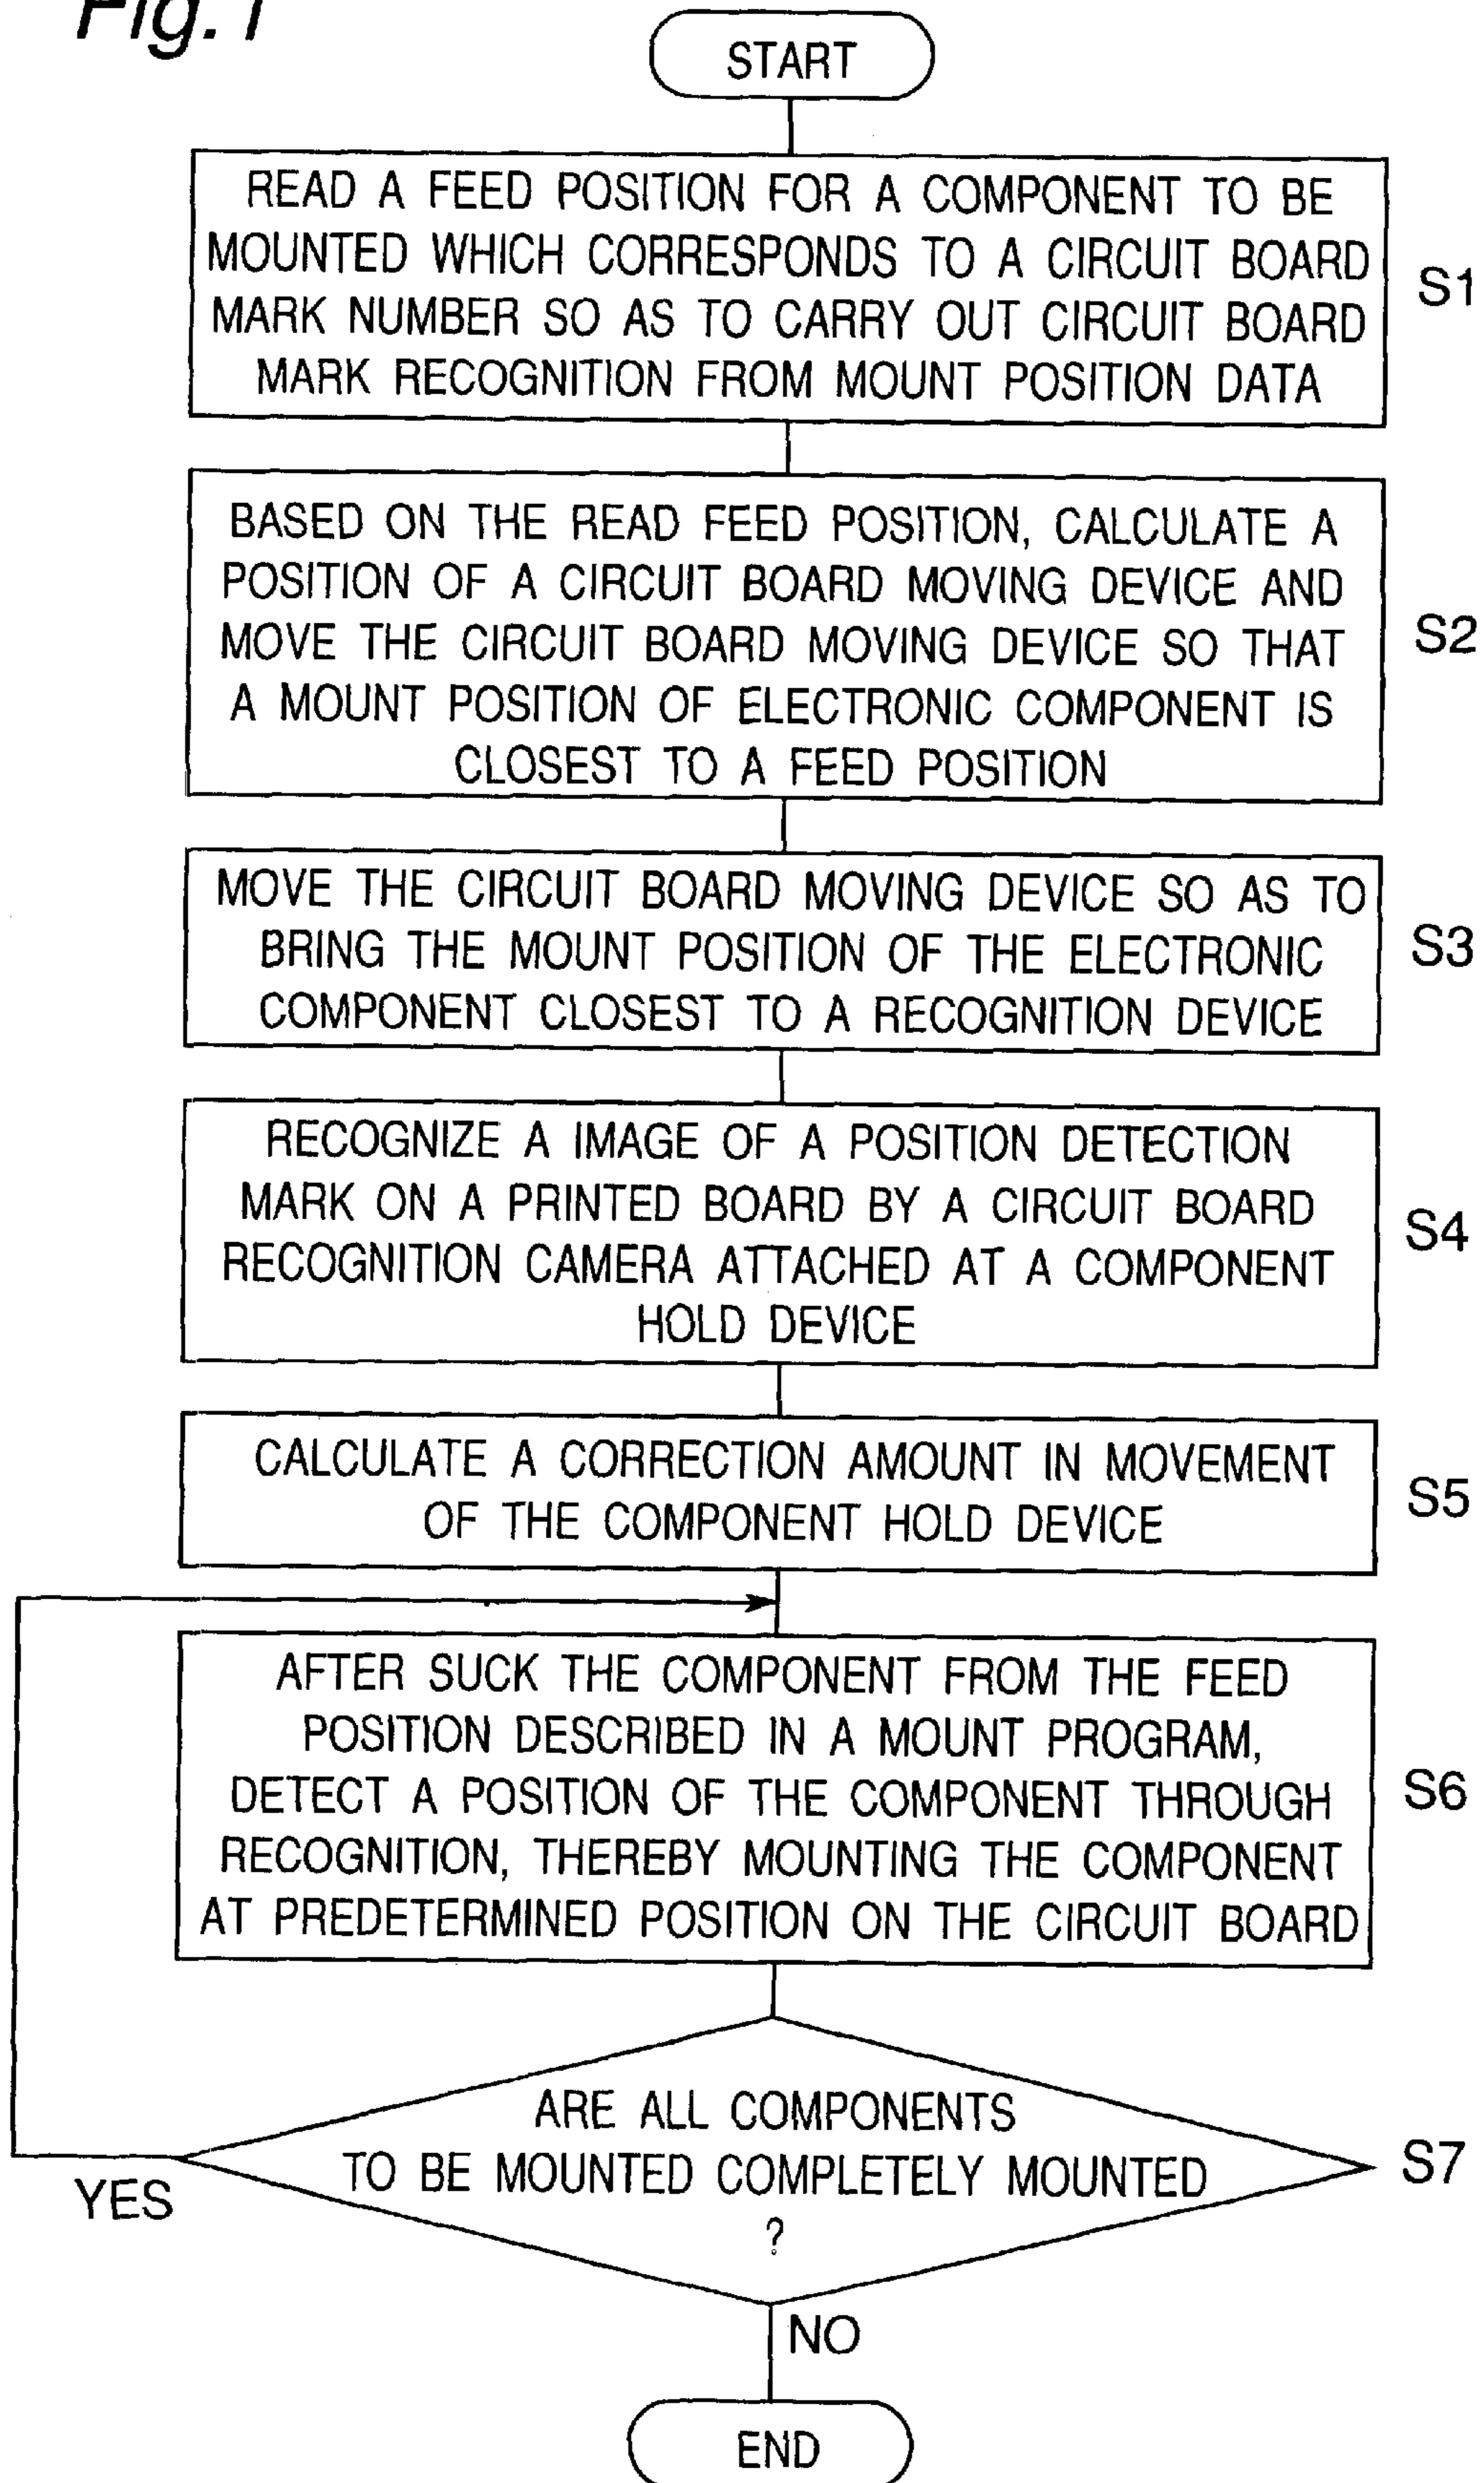 Fig.1
START
READ A FEED POSITION FOR A COMPONENT TO BE
MOUNTED WHICH CORRESPONDS TO A CIRCUIT BOARD
MARK NUMBER SO AS TO CARRY OUT CIRCUIT BOARD
MARK RECOGNITION FROM MOUNT POSITION DATA
S1
BASED ON THE READ FEED POSITION, CALCULATE A
POSITION OF A CIRCUIT BOARD MOVING DEVICE AND
MOVE THE CIRCUIT BOARD MOVING DEVICE SO THAT
A MOUNT POSITION OF ELECTRONIC COMPONENT IS
CLOSEST TO A FEED POSITION
S2
MOVE THE CIRCUIT BOARD MOVING DEVICE SO AS TO
BRING THE MOUNT POSITION OF THE ELECTRONIC
COMPONENT CLOSEST TO A RECOGNITION DEVICE
S3
RECOGNIZE A IMAGE OF A POSITION DETECTION
MARK ON A PRINTED BOARD BY A CIRCUIT BOARD
RECOGNITION CAMERA ATTACHED AT A COMPONENT
HOLD DEVICE
S4
CALCULATE A CORRECTION AMOUNT IN MOVEMENT
OF THE COMPONENT HOLD DEVICE
S5
AFTER SUCK THE COMPONENT FROM THE FEED
POSITION DESCRIBED IN A MOUNT PROGRAM,
DETECT A POSITION OF THE COMPONENT THROUGH
RECOGNITION, THEREBY MOUNTING THE COMPONENT
AT PREDETERMINED POSITION ON THE CIRCUIT BOARD
S6
ARE ALL COMPONENTS
TO BE MOUNTED COMPLETELY MOUNTED
?
S7
YES
NO
END